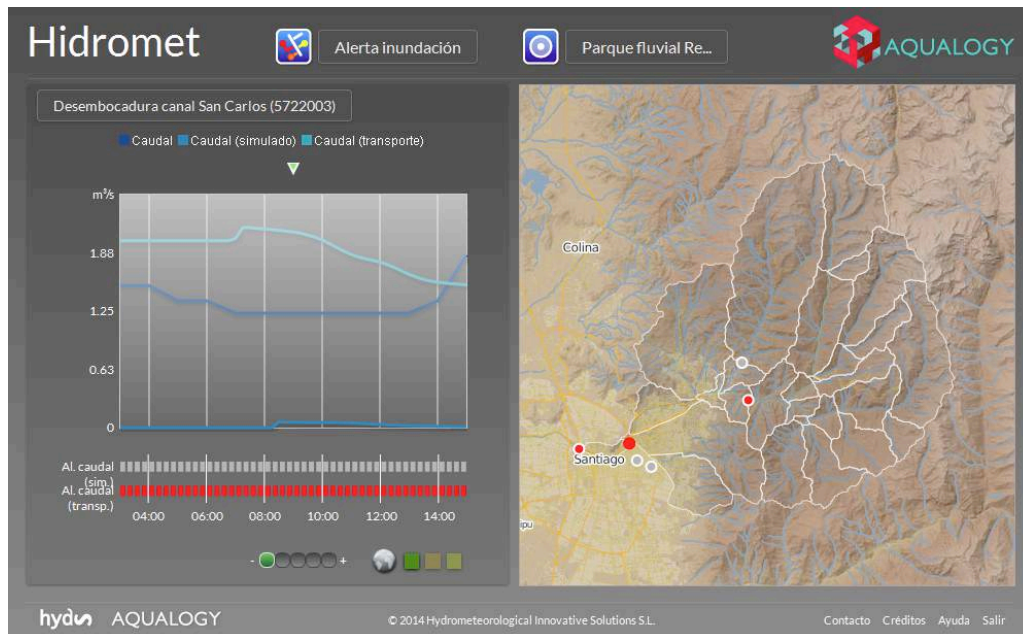 Hidromet
Alerta inundación
Parque fluvial Re...
AQUALOGY
Desembocadura canal San Carlos (5722003)
Caudal Caudal (simulado) Caudal (transporte)
m³/s
1.88
1.25
0.63
0
Al. caudal
(sim.)
Al. caudal
(transp.)
04:00 06:00 08:00 10:00 12:00 14:00
- +
Colina
Santiago
ipu
hyds AQUALOGY
© 2014 Hydrometeorological Innovative Solutions S.L.
Contacto Créditos Ayuda Salir